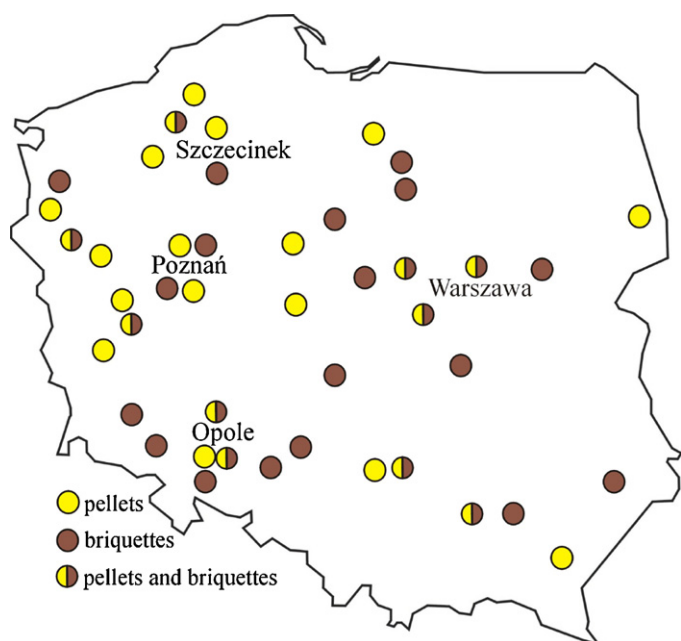 Szczecinek
Poznań
Warszawa
Opole
pellets
briquettes
pellets and briquettes